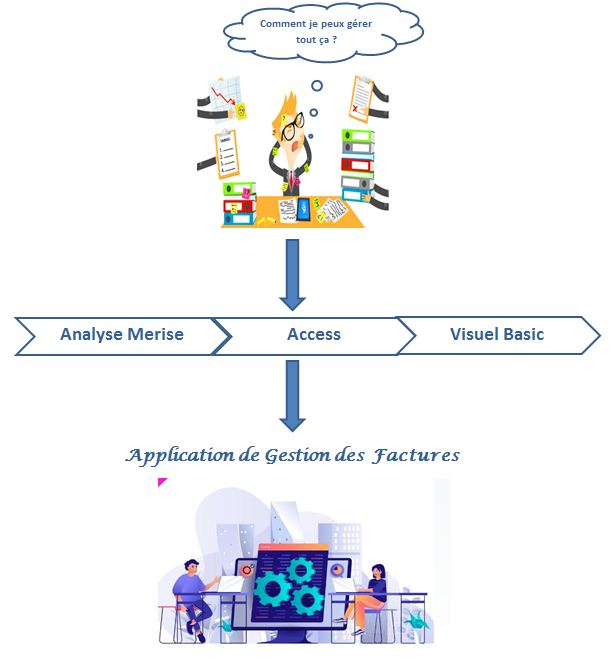 Comment je peux gérer
tout ça ?
Analyse Merise
Access
Visuel Basic
Application de Gestion des Factures